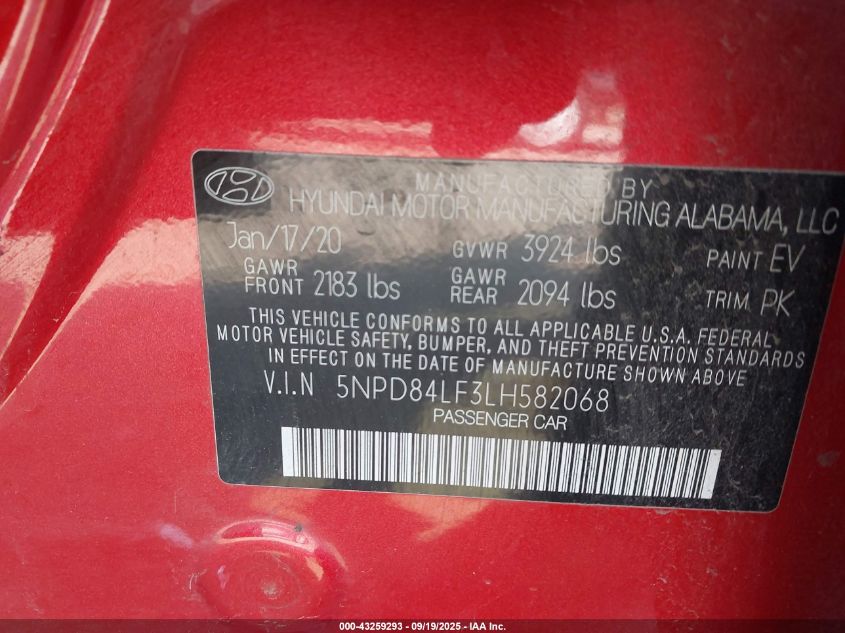 MANUFACTURED BY
HYUNDAI MOTOR MANUFACTURING ALABAMA, LLC
Jan/17/20 GVWR 3924 lbs PAINT EV
GAWR FRONT 2183 lbs GAWR REAR 2094 lbs TRIM PK
THIS VEHICLE CONFORMS TO ALL APPLICABLE U.S.A. FEDERAL
MOTOR VEHICLE SAFETY, BUMPER, AND THEFT PREVENTION STANDARDS
IN EFFECT ON THE DATE OF MANUFACTURE SHOWN ABOVE
V.I.N 5NPD84LF3LH582068
PASSENGER CAR
000-43259293 - 09/19/2025 - IAA Inc.